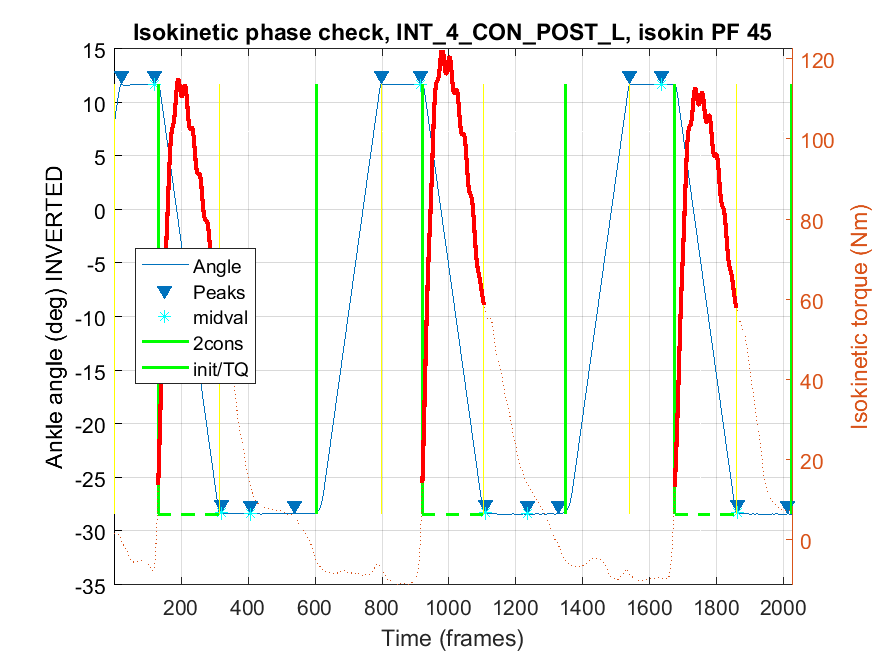 Isokinetic phase check, INT_4_CON_POST_L, isokin PF 45
15
10
5
0
-5
-10
-15
-20
-25
-30
-35
Ankle angle (deg) INVERTED
120
100
80
60
40
20
0
Isokinetic torque (Nm)
Angle
Peaks
midval
2cons
init/TQ
200 400 600 800 1000 1200 1400 1600 1800 2000
Time (frames)